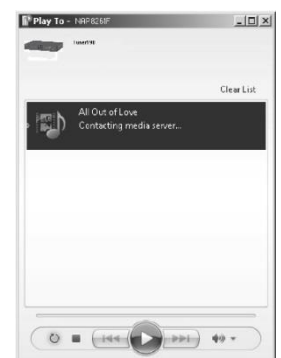 Play To - NAP826IF
Clear List
All Out of Love
Contacting media server...